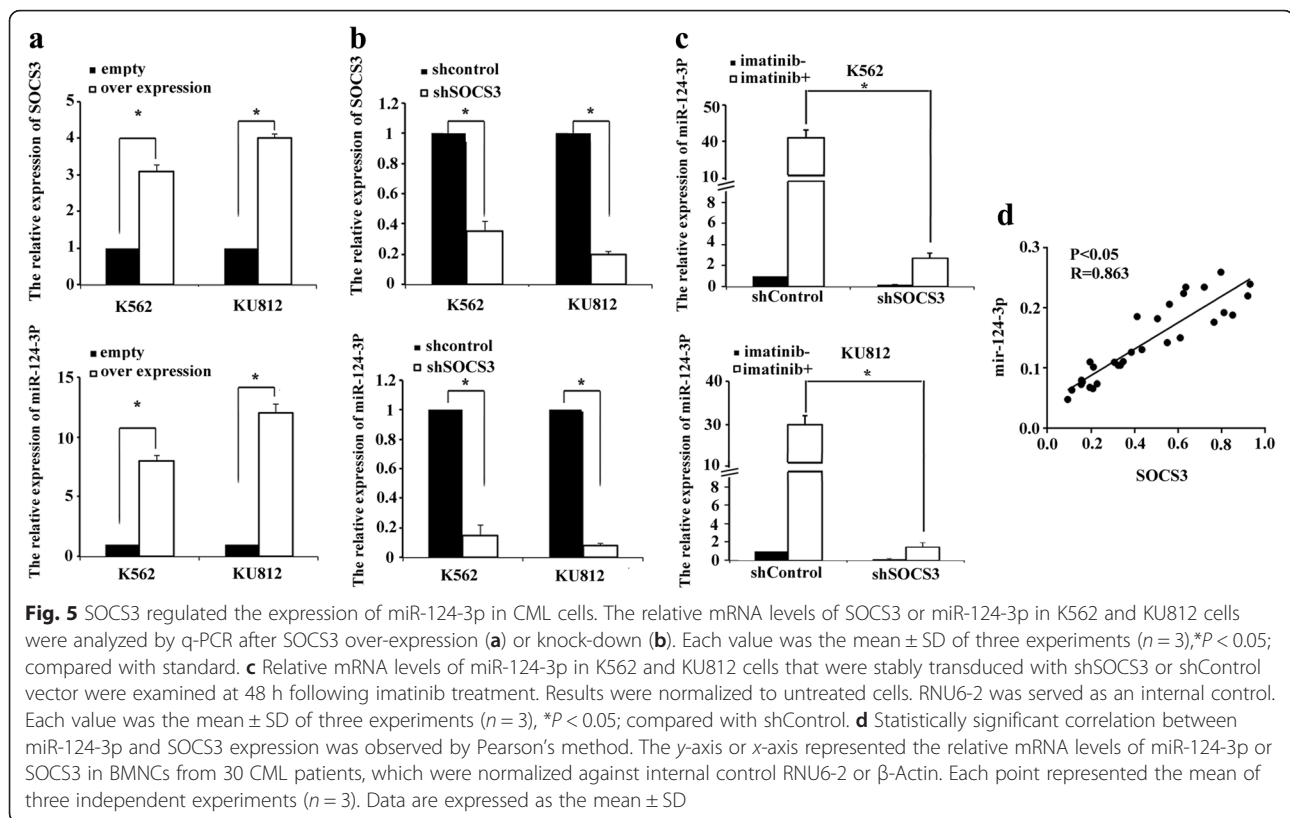 a
empty
over expression
The relative expression of SOCS3
5
4
3
2
1
0
*
*
K562
KU812
empty
over expression
The relative expression of miR-124-3P
15
10
5
0
*
*
K562
KU812
b
shcontrol
shSOCS3
The relative expression of SOCS3
1.2
1
0.8
0.6
0.4
0.2
0
*
*
K562
KU812
shcontrol
shSOCS3
The relative expression of miR-124-3P
1.2
1
0.8
0.6
0.4
0.2
0
*
*
K562
KU812
c
imatinib-
imatinib+
K562
*
The relative expression of miR-124-3P
50
40
10
8
6
4
2
0
shControl
shSOCS3
imatinib-
imatinib+
KU812
*
The relative expression of miR-124-3P
40
30
10
8
6
4
2
0
shControl
shSOCS3
d
P<0.05
R=0.863
mir-124-3p
0.3
0.2
0.1
0.0
0.0 0.2 0.4 0.6 0.8 1.0
SOCS3
Fig. 5 SOCS3 regulated the expression of miR-124-3p in CML cells. The relative mRNA levels of SOCS3 or miR-124-3p in K562 and KU812 cells
were analyzed by q-PCR after SOCS3 over-expression (a) or knock-down (b). Each value was the mean ± SD of three experiments (n = 3),*P < 0.05;
compared with standard. c Relative mRNA levels of miR-124-3p in K562 and KU812 cells that were stably transduced with shSOCS3 or shControl
vector were examined at 48 h following imatinib treatment. Results were normalized to untreated cells. RNU6-2 was served as an internal control.
Each value was the mean ± SD of three experiments (n = 3), *P < 0.05; compared with shControl. d Statistically significant correlation between
miR-124-3p and SOCS3 expression was observed by Pearson's method. The y-axis or x-axis represented the relative mRNA levels of miR-124-3p or
SOCS3 in BMNCs from 30 CML patients, which were normalized against internal control RNU6-2 or β-Actin. Each point represented the mean of
three independent experiments (n = 3). Data are expressed as the mean ± SD